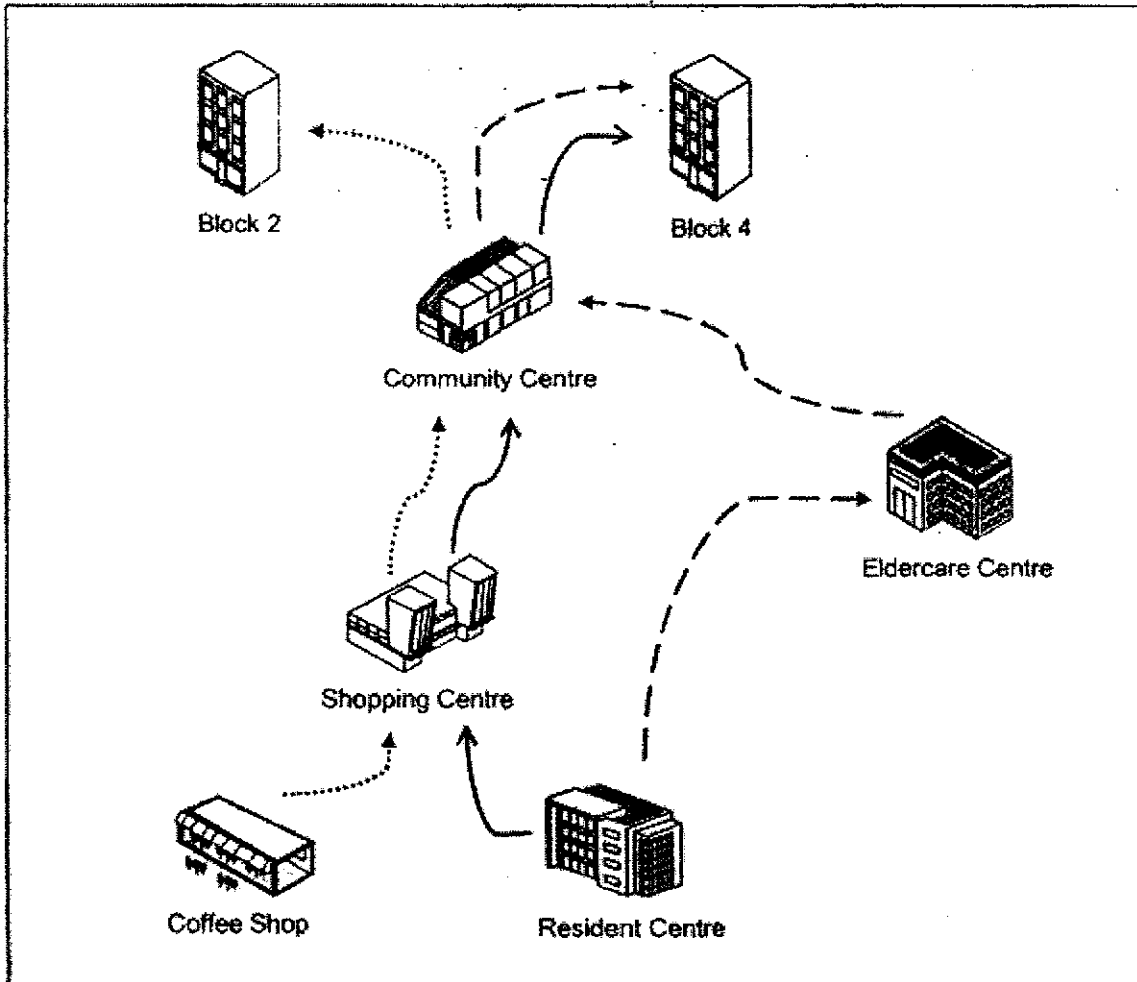 Block 2
Block 4
Community Centre
Eldercare Centre
Shopping Centre
Coffee Shop
Resident Centre